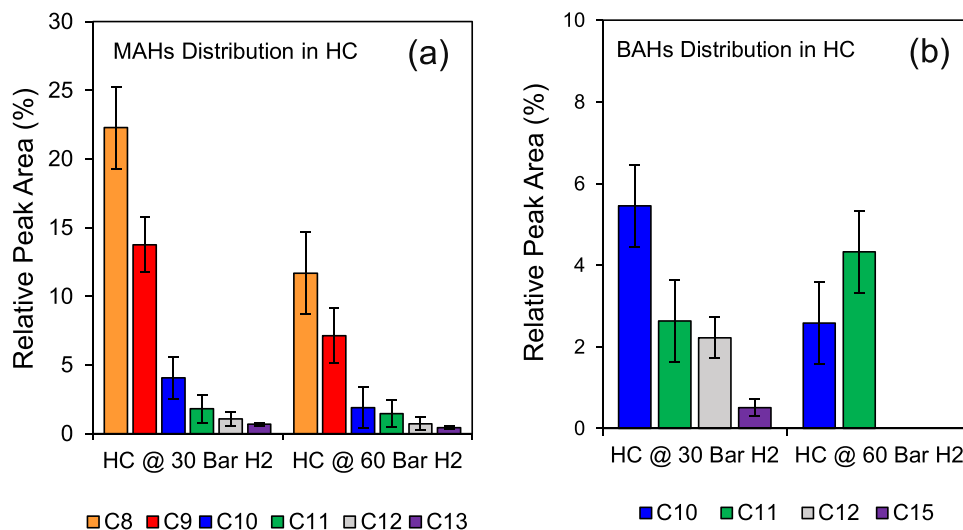 MAHs Distribution in HC
(a)
Relative Peak Area (%)
30
25
20
15
10
5
0
HC @ 30 Bar H2
HC @ 60 Bar H2
C8
C9
C10
C11
C12
C13
BAHs Distribution in HC
(b)
Relative Peak Area (%)
10
8
6
4
2
0
HC @ 30 Bar H2
HC @ 60 Bar H2
C10
C11
C12
C15